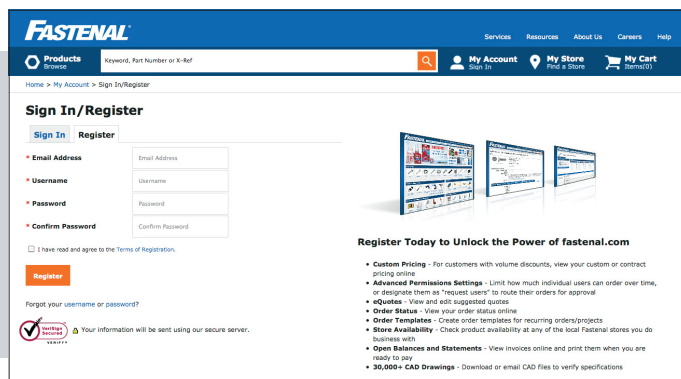 FASTENAL®
Services Resources About Us Careers Help
Products
Browse
Keyword, Part Number or X-Ref
My Account
Sign In
My Store
Find a Store
My Cart
Items(0)
Home > My Account > Sign In/Register
Sign In/Register
Sign In Register
* Email Address Email Address
* Username Username
* Password Password
* Confirm Password Confirm Password
I have read and agree to the Terms of Registration.
Register
Forgot your username or password?
VeriSign
Secured
VERIFY▶
Your information will be sent using our secure server.
FASTENAL
Register Today to Unlock the Power of fastenal.com
• Custom Pricing - For customers with volume discounts, view your custom or contract
pricing online
• Advanced Permissions Settings - Limit how much individual users can order over time,
or designate them as "request users" to route their orders for approval
• eQuotes - View and edit suggested quotes
• Order Status - View your order status online
• Order Templates - Create order templates for recurring orders/projects
• Store Availability - Check product availability at any of the local Fastenal stores you do
business with
• Open Balances and Statements - View invoices online and print them when you are
ready to pay
• 30,000+ CAD Drawings - Download or email CAD files to verify specifications